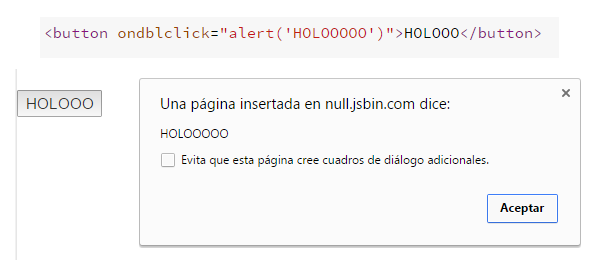 <button ondblclick="alert('HOLOOOOO')">HOLOOO</button>
HOLOOO
Una página insertada en null.jsbin.com dice:
HOLOOOOO
Evita que esta página cree cuadros de diálogo adicionales.
Aceptar